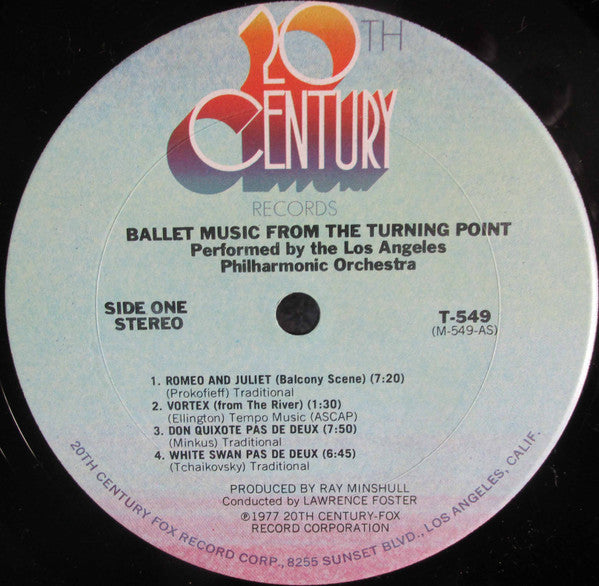 20TH
CENTURY
RECORDS
BALLET MUSIC FROM THE TURNING POINT
Performed by the Los Angeles
Philharmonic Orchestra
SIDE ONE
STEREO
T-549
(M-549-AS)
1. ROMEO AND JULIET (Balcony Scene) (7:20)
(Prokofieff) Traditional
2. VORTEX (from The River) (1:30)
(Ellington) Tempo Music (ASCAP)
3. DON QUIXOTE PAS DE DEUX (7:50)
(Minkus) Traditional
4. WHITE SWAN PAS DE DEUX (6:45)
(Tchaikovsky) Traditional
PRODUCED BY RAY MINSHULL
Conducted by LAWRENCE FOSTER
℗1977 20TH CENTURY-FOX
RECORD CORPORATION
20TH CENTURY FOX RECORD CORP., 8255 SUNSET BLVD., LOS ANGELES, CALIF.